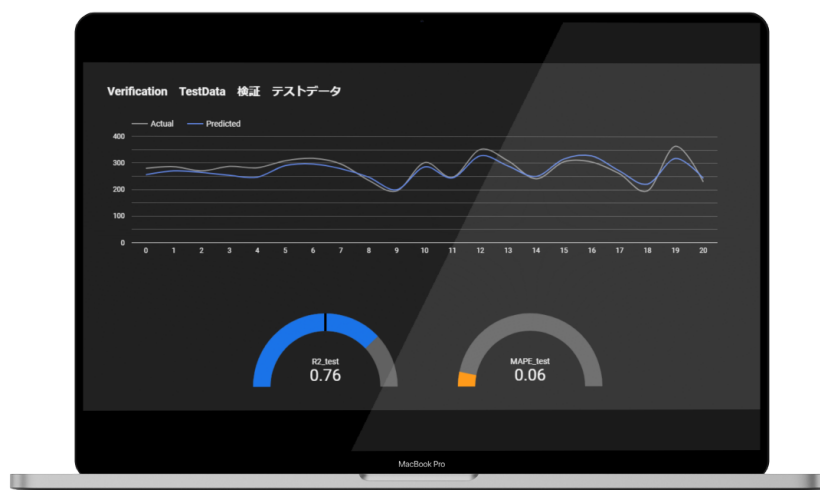 Verification TestData 検証 テストデータ
Actual Predicted
400
300
200
100
0
0 1 2 3 4 5 6 7 8 9 10 11 12 13 14 15 16 17 18 19 20
R2_test MAPE_test
0.76 0.06
MacBook Pro